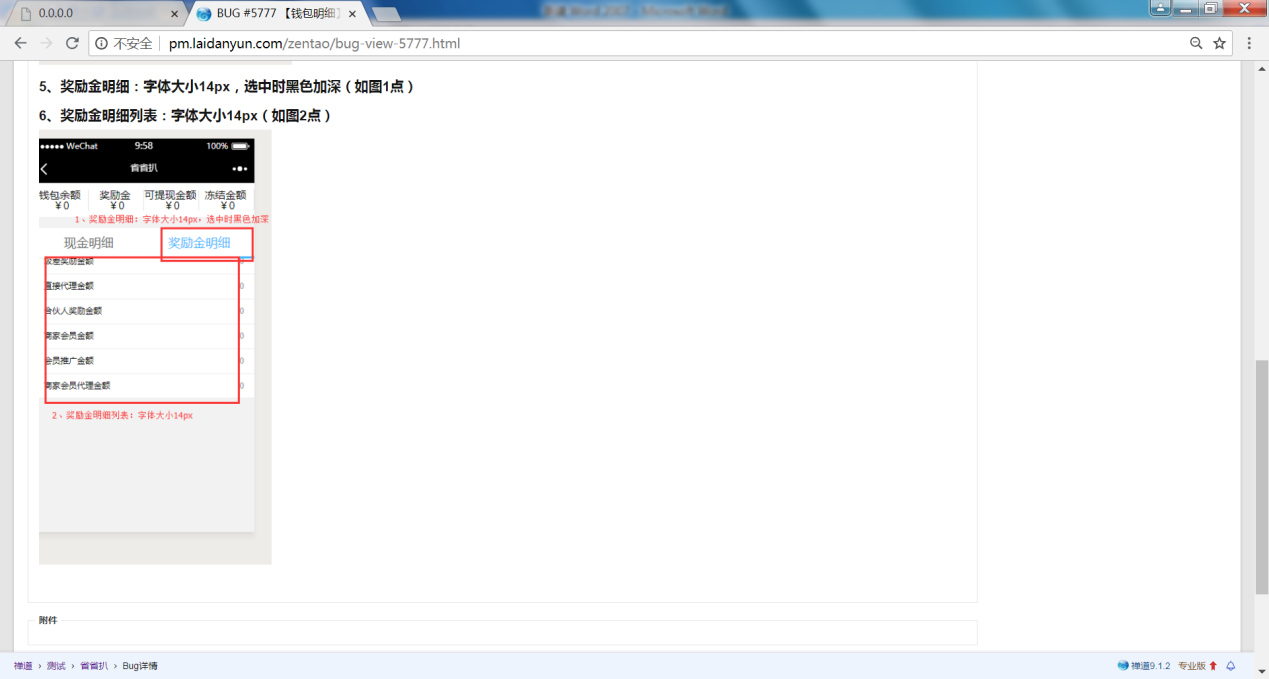 0.0.0.0
BUG #5777 【钱包明细】
不安全 pm.laidanyun.com/zentao/bug-view-5777.html
5、奖励金明细：字体大小14px，选中时黑色加深（如图1点）
6、奖励金明细列表：字体大小14px（如图2点）
WeChat 9:58 100%
省省扒
钱包余额 奖励金 可提现金额 冻结金额
¥0 ¥0 ¥0 ¥0
1、奖励金明细：字体大小14px，选中时黑色加深
现金明细 奖励金明细
奖励金额
直接代理金额 0
合伙人奖励金额 0
商家会员金额 0
会员推广金额 0
商家会员代理金额 0
2、奖励金明细列表：字体大小14px
附件
禅道 › 测试 › 省省扒 › Bug详情 禅道9.1.2 专业版